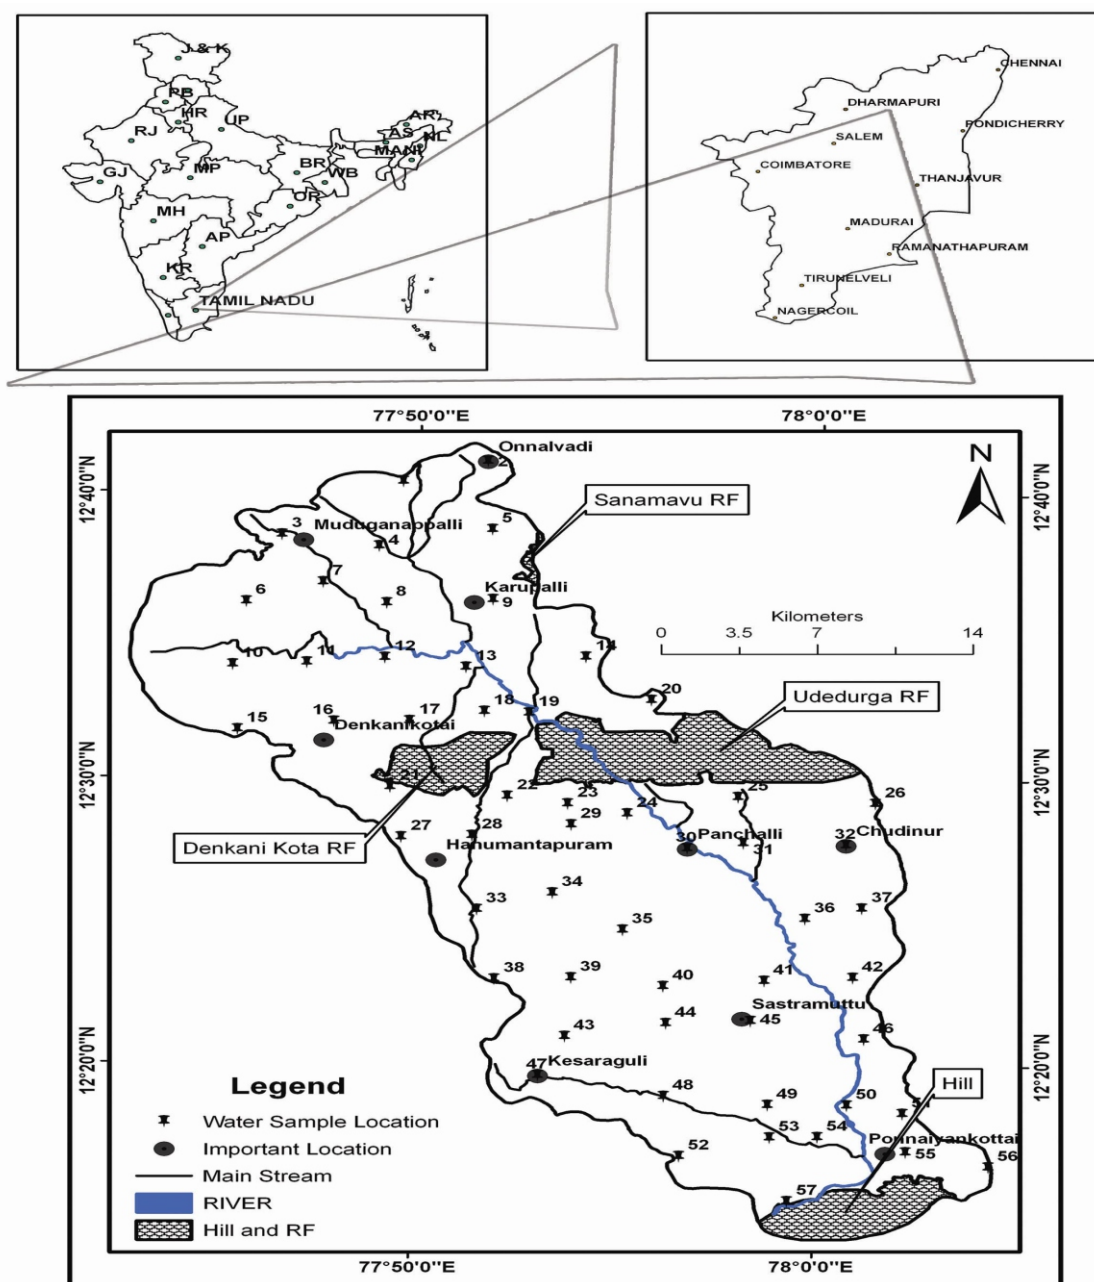 J & K
PB
HR
RJ
UP
AR
AS
NL
MANI
GJ
MP
BR
WB
OR
MH
AP
KR
TAMIL NADU
CHENNAI
DHARMAPURI
PONDICHERRY
SALEM
COIMBATORE
THANJAVUR
MADURAI
RAMANATHAPURAM
TIRUNELVELI
NAGERCOIL
77°50'0"E
78°0'0"E
12°40'0"N
12°40'0"N
12°30'0"N
12°30'0"N
12°20'0"N
12°20'0"N
77°50'0"E
78°0'0"E
N
Onnalvadi
2
Sanamavu RF
3
Muduganappalli
4
5
7
6
8
Karupalli
9
Kilometers
0 3.5 7 14
10
11
12
13
14
20
Udedurga RF
15
16
17
18
19
Denkanikotai
21
22
23
24
25
26
27
28
29
30
Panchalli
31
32
Chudinur
Denkani Kota RF
Hanumantapuram
33
34
35
36
37
38
39
40
41
42
Sastramuttu
43
44
45
46
47
Kesaraguli
48
49
50
Hill
52
53
54
Ponnaiyankottai
55
56
57
Legend
Water Sample Location
Important Location
Main Stream
RIVER
Hill and RF